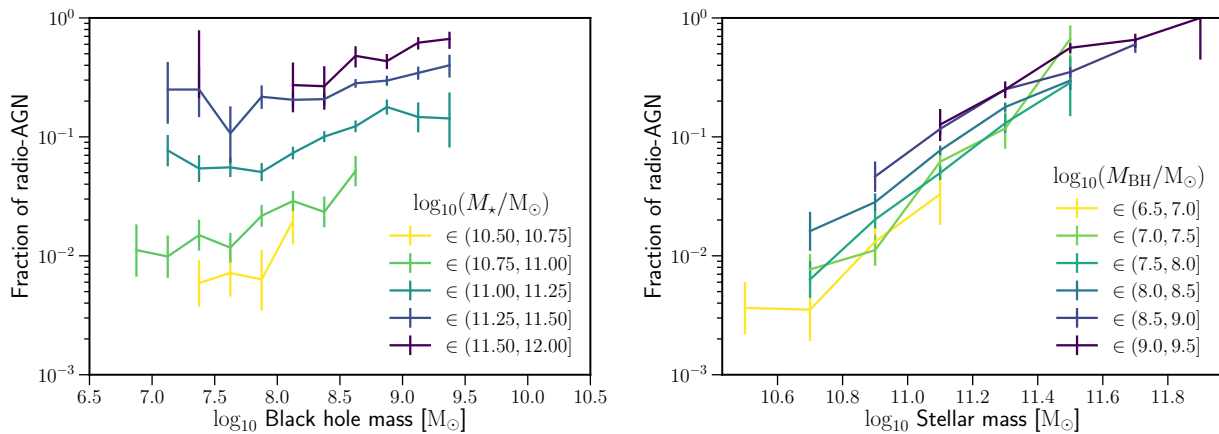 Fraction of radio-AGN
10⁰
10⁻¹
10⁻²
10⁻³
6.5 7.0 7.5 8.0 8.5 9.0 9.5 10.0 10.5
log₁₀ Black hole mass [M☉]
log₁₀(M⋆/M☉)
∈ (10.50, 10.75]
∈ (10.75, 11.00]
∈ (11.00, 11.25]
∈ (11.25, 11.50]
∈ (11.50, 12.00]
Fraction of radio-AGN
10⁰
10⁻¹
10⁻²
10⁻³
10.6 10.8 11.0 11.2 11.4 11.6 11.8
log₁₀ Stellar mass [M☉]
log₁₀(M_BH/M☉)
∈ (6.5, 7.0]
∈ (7.0, 7.5]
∈ (7.5, 8.0]
∈ (8.0, 8.5]
∈ (8.5, 9.0]
∈ (9.0, 9.5]